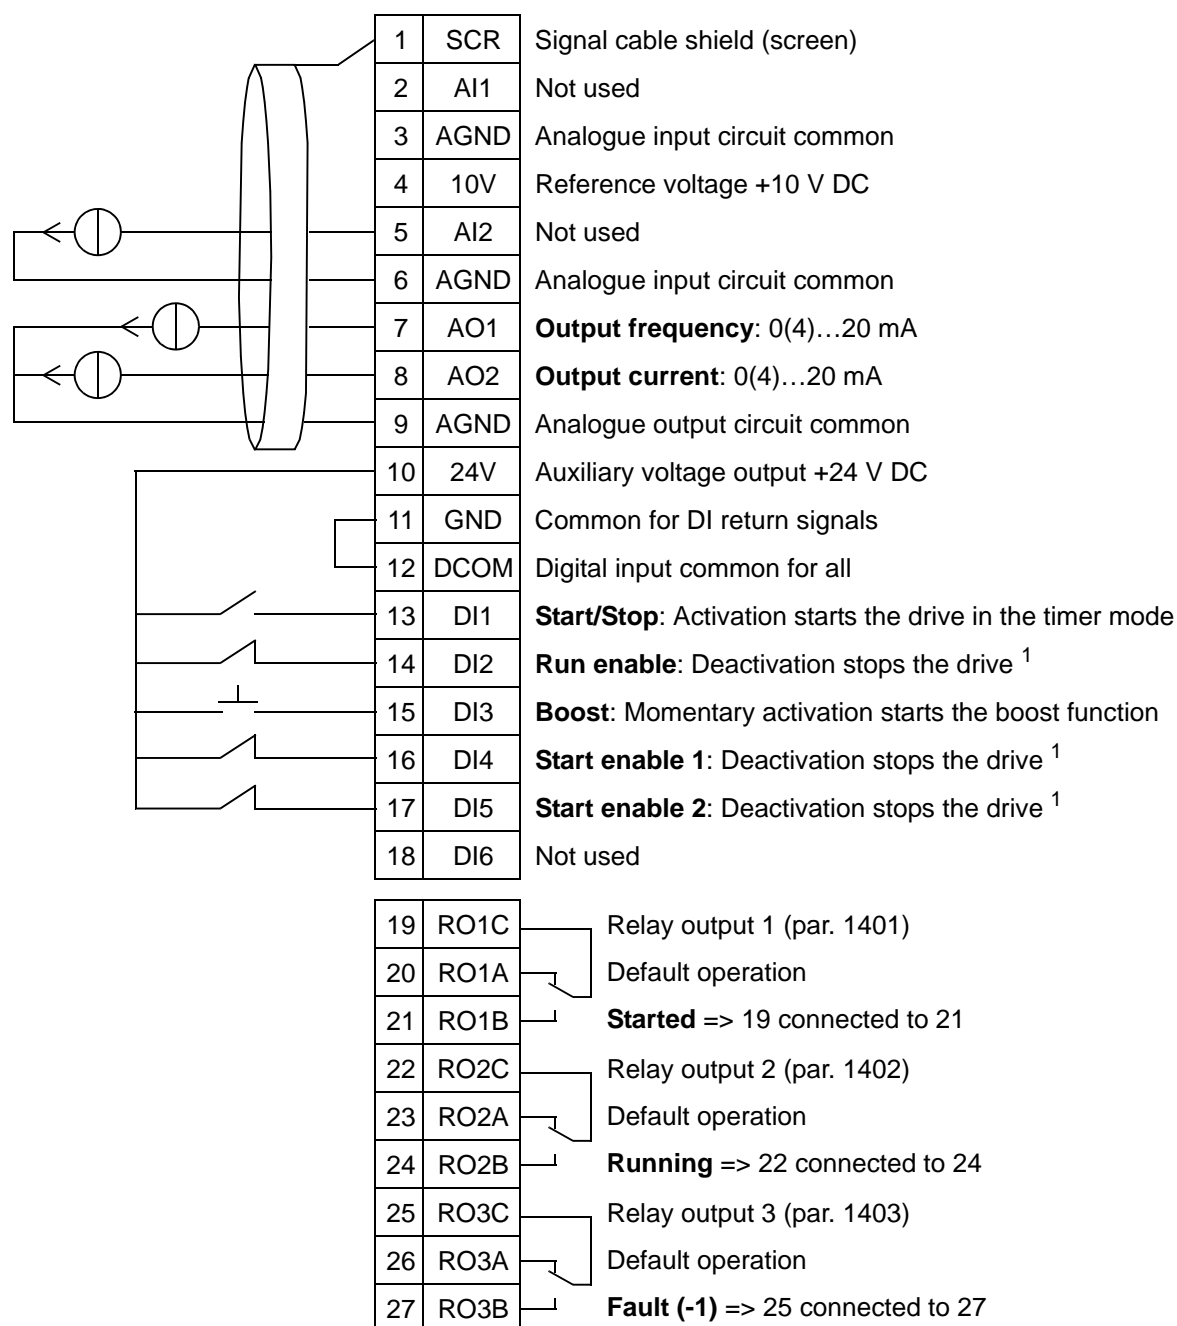 1 SCR Signal cable shield (screen)
2 AI1 Not used
3 AGND Analogue input circuit common
4 10V Reference voltage +10 V DC
5 AI2 Not used
6 AGND Analogue input circuit common
7 AO1 Output frequency: 0(4)…20 mA
8 AO2 Output current: 0(4)…20 mA
9 AGND Analogue output circuit common
10 24V Auxiliary voltage output +24 V DC
11 GND Common for DI return signals
12 DCOM Digital input common for all
13 DI1 Start/Stop: Activation starts the drive in the timer mode
14 DI2 Run enable: Deactivation stops the drive 1
15 DI3 Boost: Momentary activation starts the boost function
16 DI4 Start enable 1: Deactivation stops the drive 1
17 DI5 Start enable 2: Deactivation stops the drive 1
18 DI6 Not used
19 RO1C Relay output 1 (par. 1401)
20 RO1A Default operation
21 RO1B Started => 19 connected to 21
22 RO2C Relay output 2 (par. 1402)
23 RO2A Default operation
24 RO2B Running => 22 connected to 24
25 RO3C Relay output 3 (par. 1403)
26 RO3A Default operation
27 RO3B Fault (-1) => 25 connected to 27